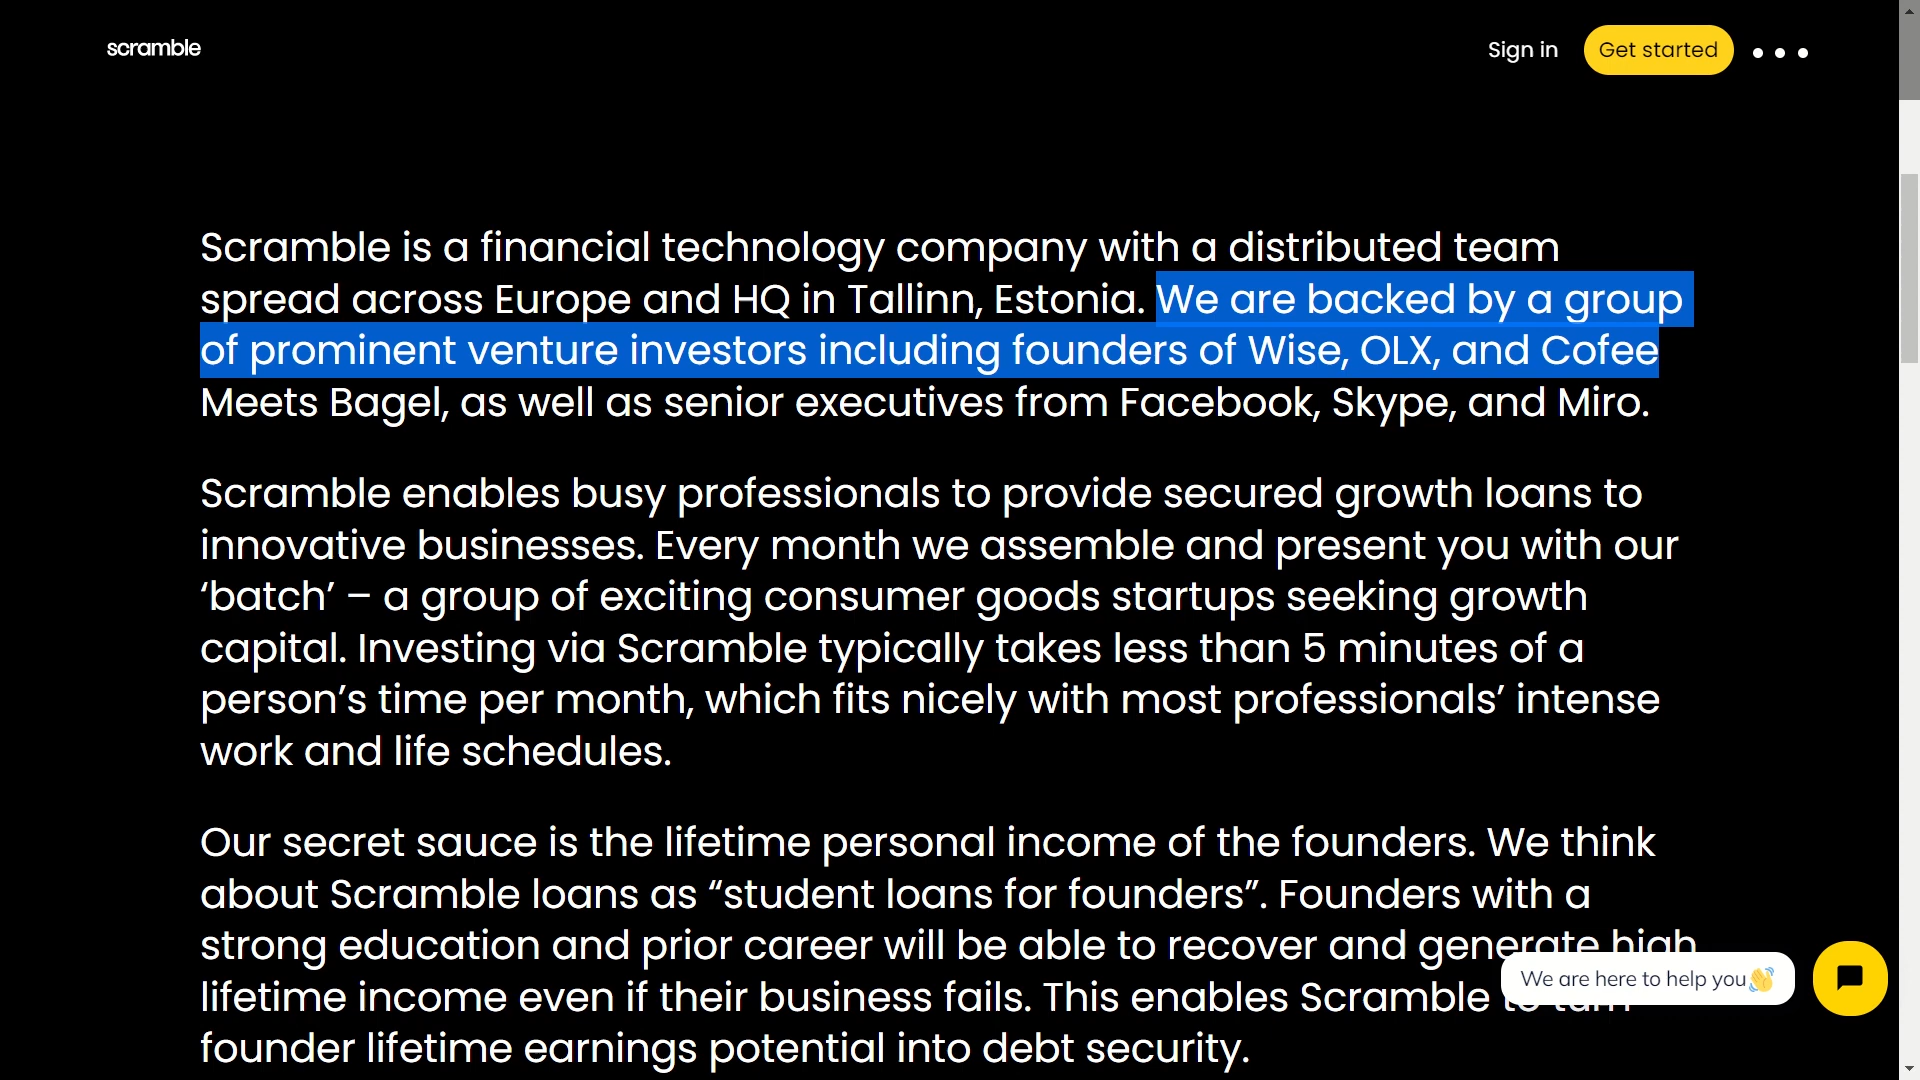 scramble
Sign in
Get started
Scramble is a financial technology company with a distributed team
spread across Europe and HQ in Tallinn, Estonia. We are backed by a group
of prominent venture investors including founders of Wise, OLX, and Cofee
Meets Bagel, as well as senior executives from Facebook, Skype, and Miro.
Scramble enables busy professionals to provide secured growth loans to
innovative businesses. Every month we assemble and present you with our
‘batch’ – a group of exciting consumer goods startups seeking growth
capital. Investing via Scramble typically takes less than 5 minutes of a
person’s time per month, which fits nicely with most professionals’ intense
work and life schedules.
Our secret sauce is the lifetime personal income of the founders. We think
about Scramble loans as “student loans for founders”. Founders with a
strong education and prior career will be able to recover and generate high
lifetime income even if their business fails. This enables Scramble to turn
founder lifetime earnings potential into debt security.
We are here to help you👋